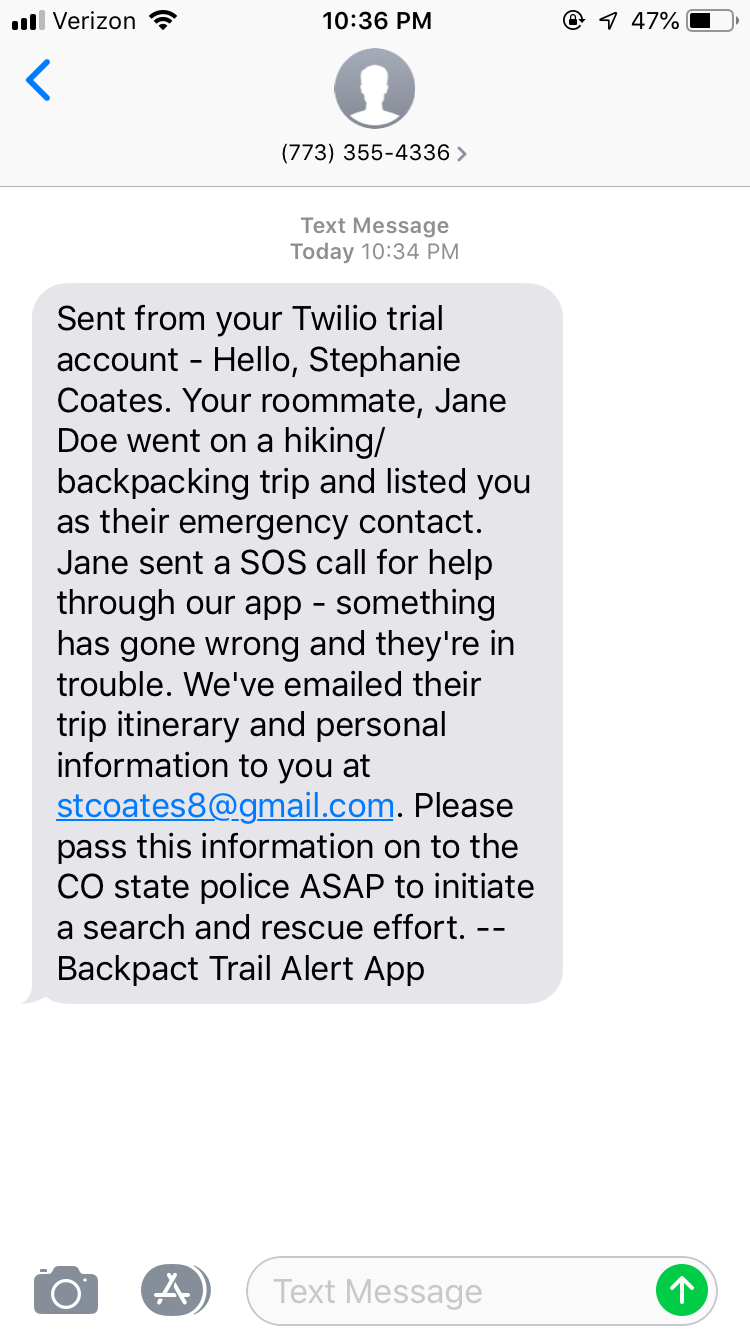 Verizon 10:36 PM 47%
(773) 355-4336
Text Message
Today 10:34 PM
Sent from your Twilio trial
account - Hello, Stephanie
Coates. Your roommate, Jane
Doe went on a hiking/
backpacking trip and listed you
as their emergency contact.
Jane sent a SOS call for help
through our app - something
has gone wrong and they're in
trouble. We've emailed their
trip itinerary and personal
information to you at
stcoates8@gmail.com. Please
pass this information on to the
CO state police ASAP to initiate
a search and rescue effort. --
Backpact Trail Alert App
Text Message